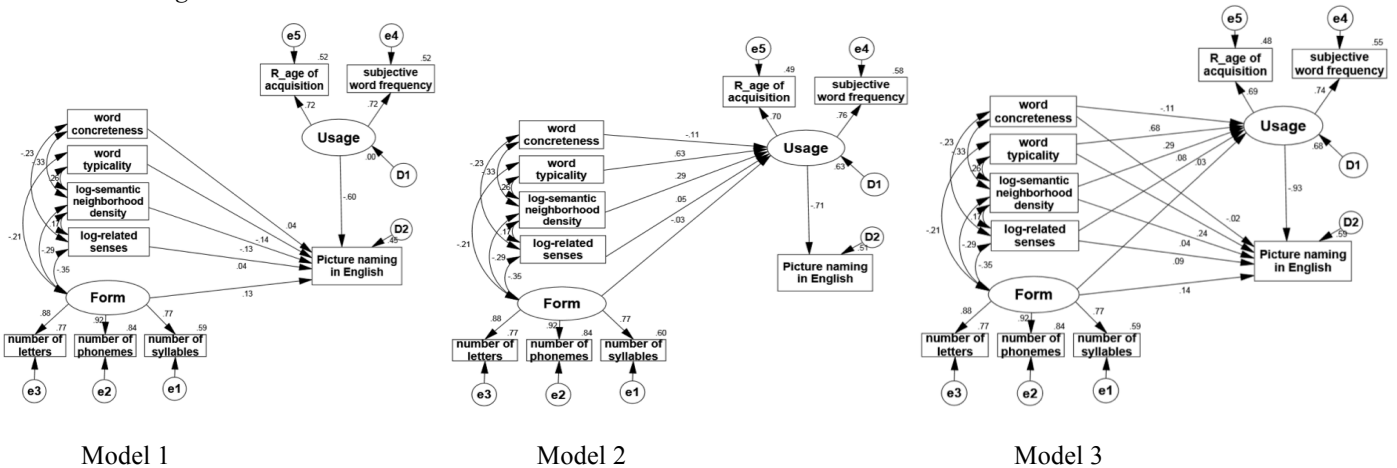 e5
e4
.52
.52
R_age of
acquisition
subjective
word frequency
.72
.72
Usage
.00
D1
word
concreteness
word
typicality
log-semantic
neighborhood
density
log-related
senses
-.23
-.33
.26
.17
-.21
-.29
-.35
-.60
.04
-.14
-.13
.04
.13
D2
.45
Picture naming
in English
Form
.88
.92
.77
.77
.84
.59
number of
letters
number of
phonemes
number of
syllables
e3
e2
e1
Model 1
e5
e4
.49
.58
R_age of
acquisition
subjective
word frequency
.70
.76
Usage
.63
D1
word
concreteness
word
typicality
log-semantic
neighborhood
density
log-related
senses
-.23
-.33
.26
.17
-.21
-.29
-.35
-.11
.63
.29
.05
-.03
-.71
D2
.51
Picture naming
in English
Form
.88
.92
.77
.77
.84
.60
number of
letters
number of
phonemes
number of
syllables
e3
e2
e1
Model 2
e5
e4
.48
.55
R_age of
acquisition
subjective
word frequency
.69
.74
Usage
.68
D1
word
concreteness
word
typicality
log-semantic
neighborhood
density
log-related
senses
-.23
-.33
.26
.17
-.21
-.29
-.35
-.11
.68
.29
.08
.03
-.93
-.02
.24
.04
.09
.14
D2
.59
Picture naming
in English
Form
.88
.92
.77
.77
.84
.59
number of
letters
number of
phonemes
number of
syllables
e3
e2
e1
Model 3